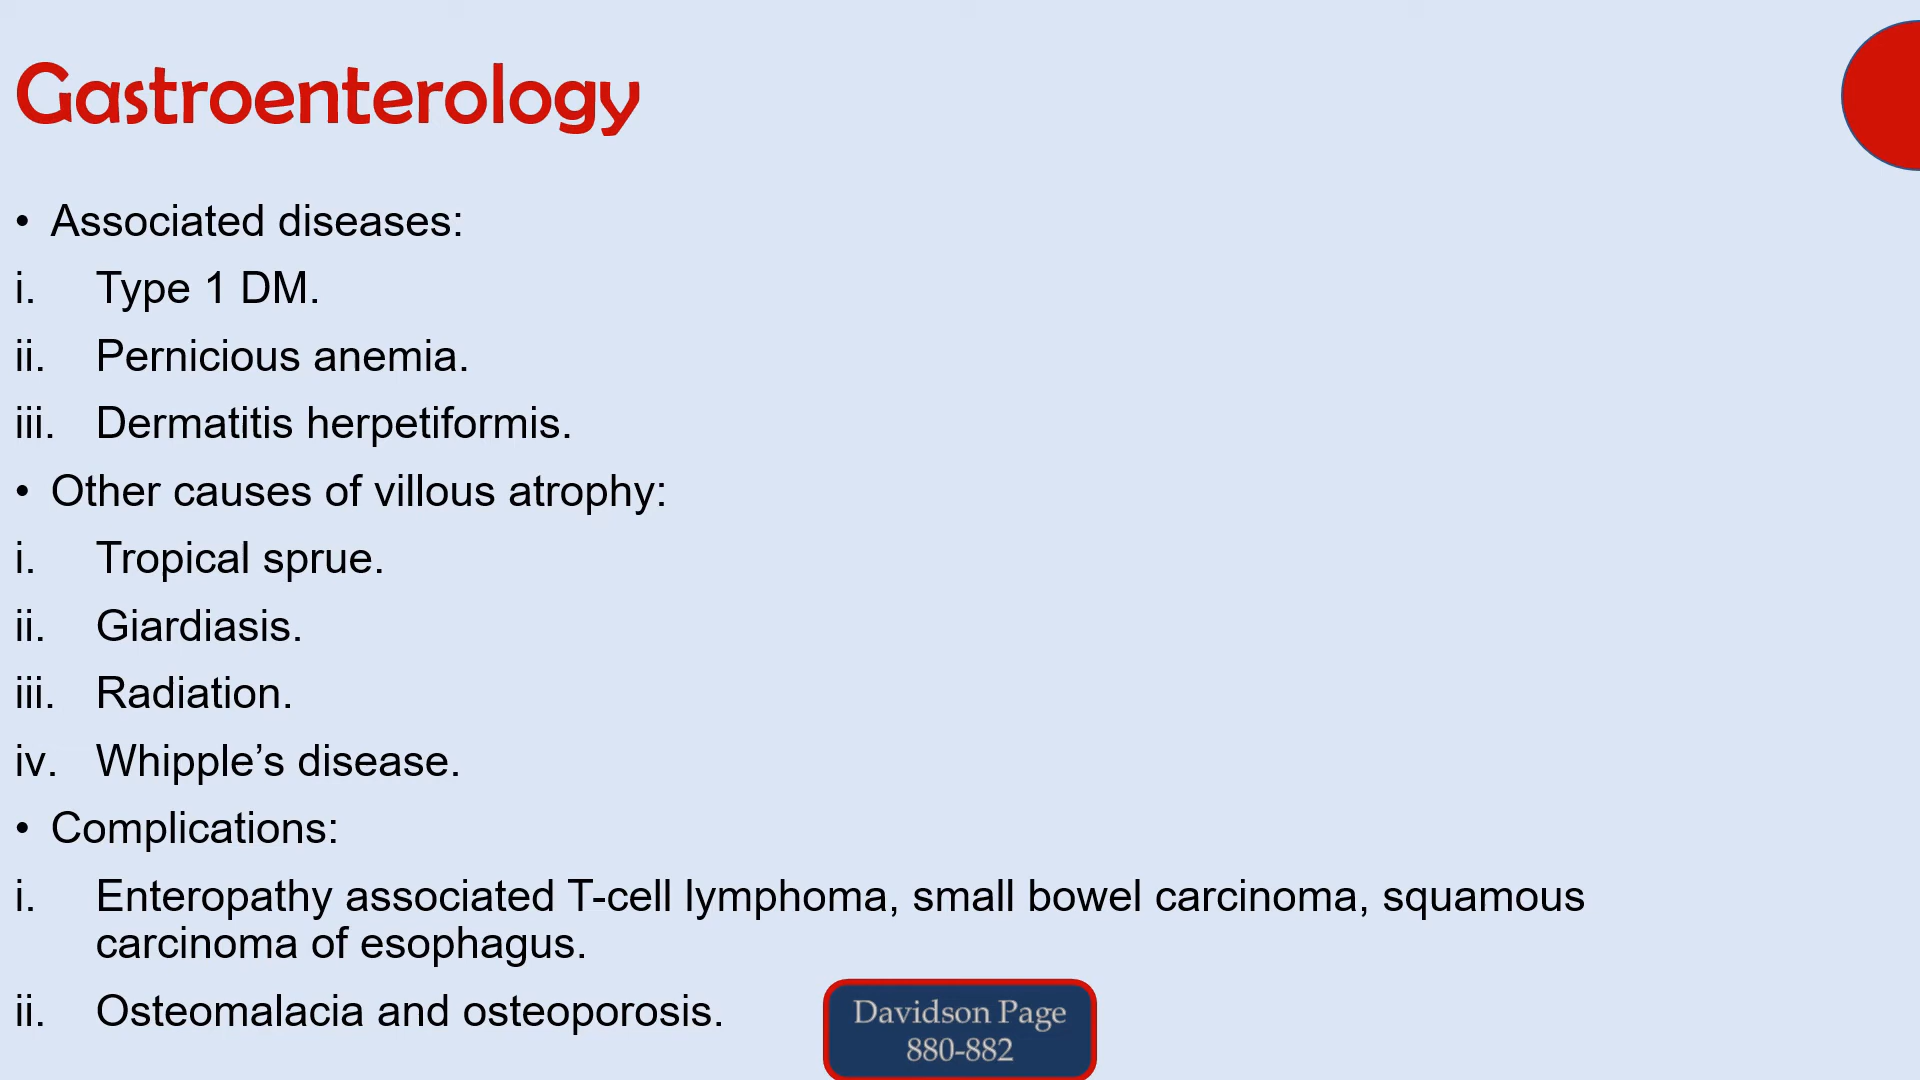 Gastroenterology
• Associated diseases:
i. Type 1 DM.
ii. Pernicious anemia.
iii. Dermatitis herpetiformis.
• Other causes of villous atrophy:
i. Tropical sprue.
ii. Giardiasis.
iii. Radiation.
iv. Whipple’s disease.
• Complications:
i. Enteropathy associated T-cell lymphoma, small bowel carcinoma, squamous
carcinoma of esophagus.
ii. Osteomalacia and osteoporosis.
Davidson Page
880-882